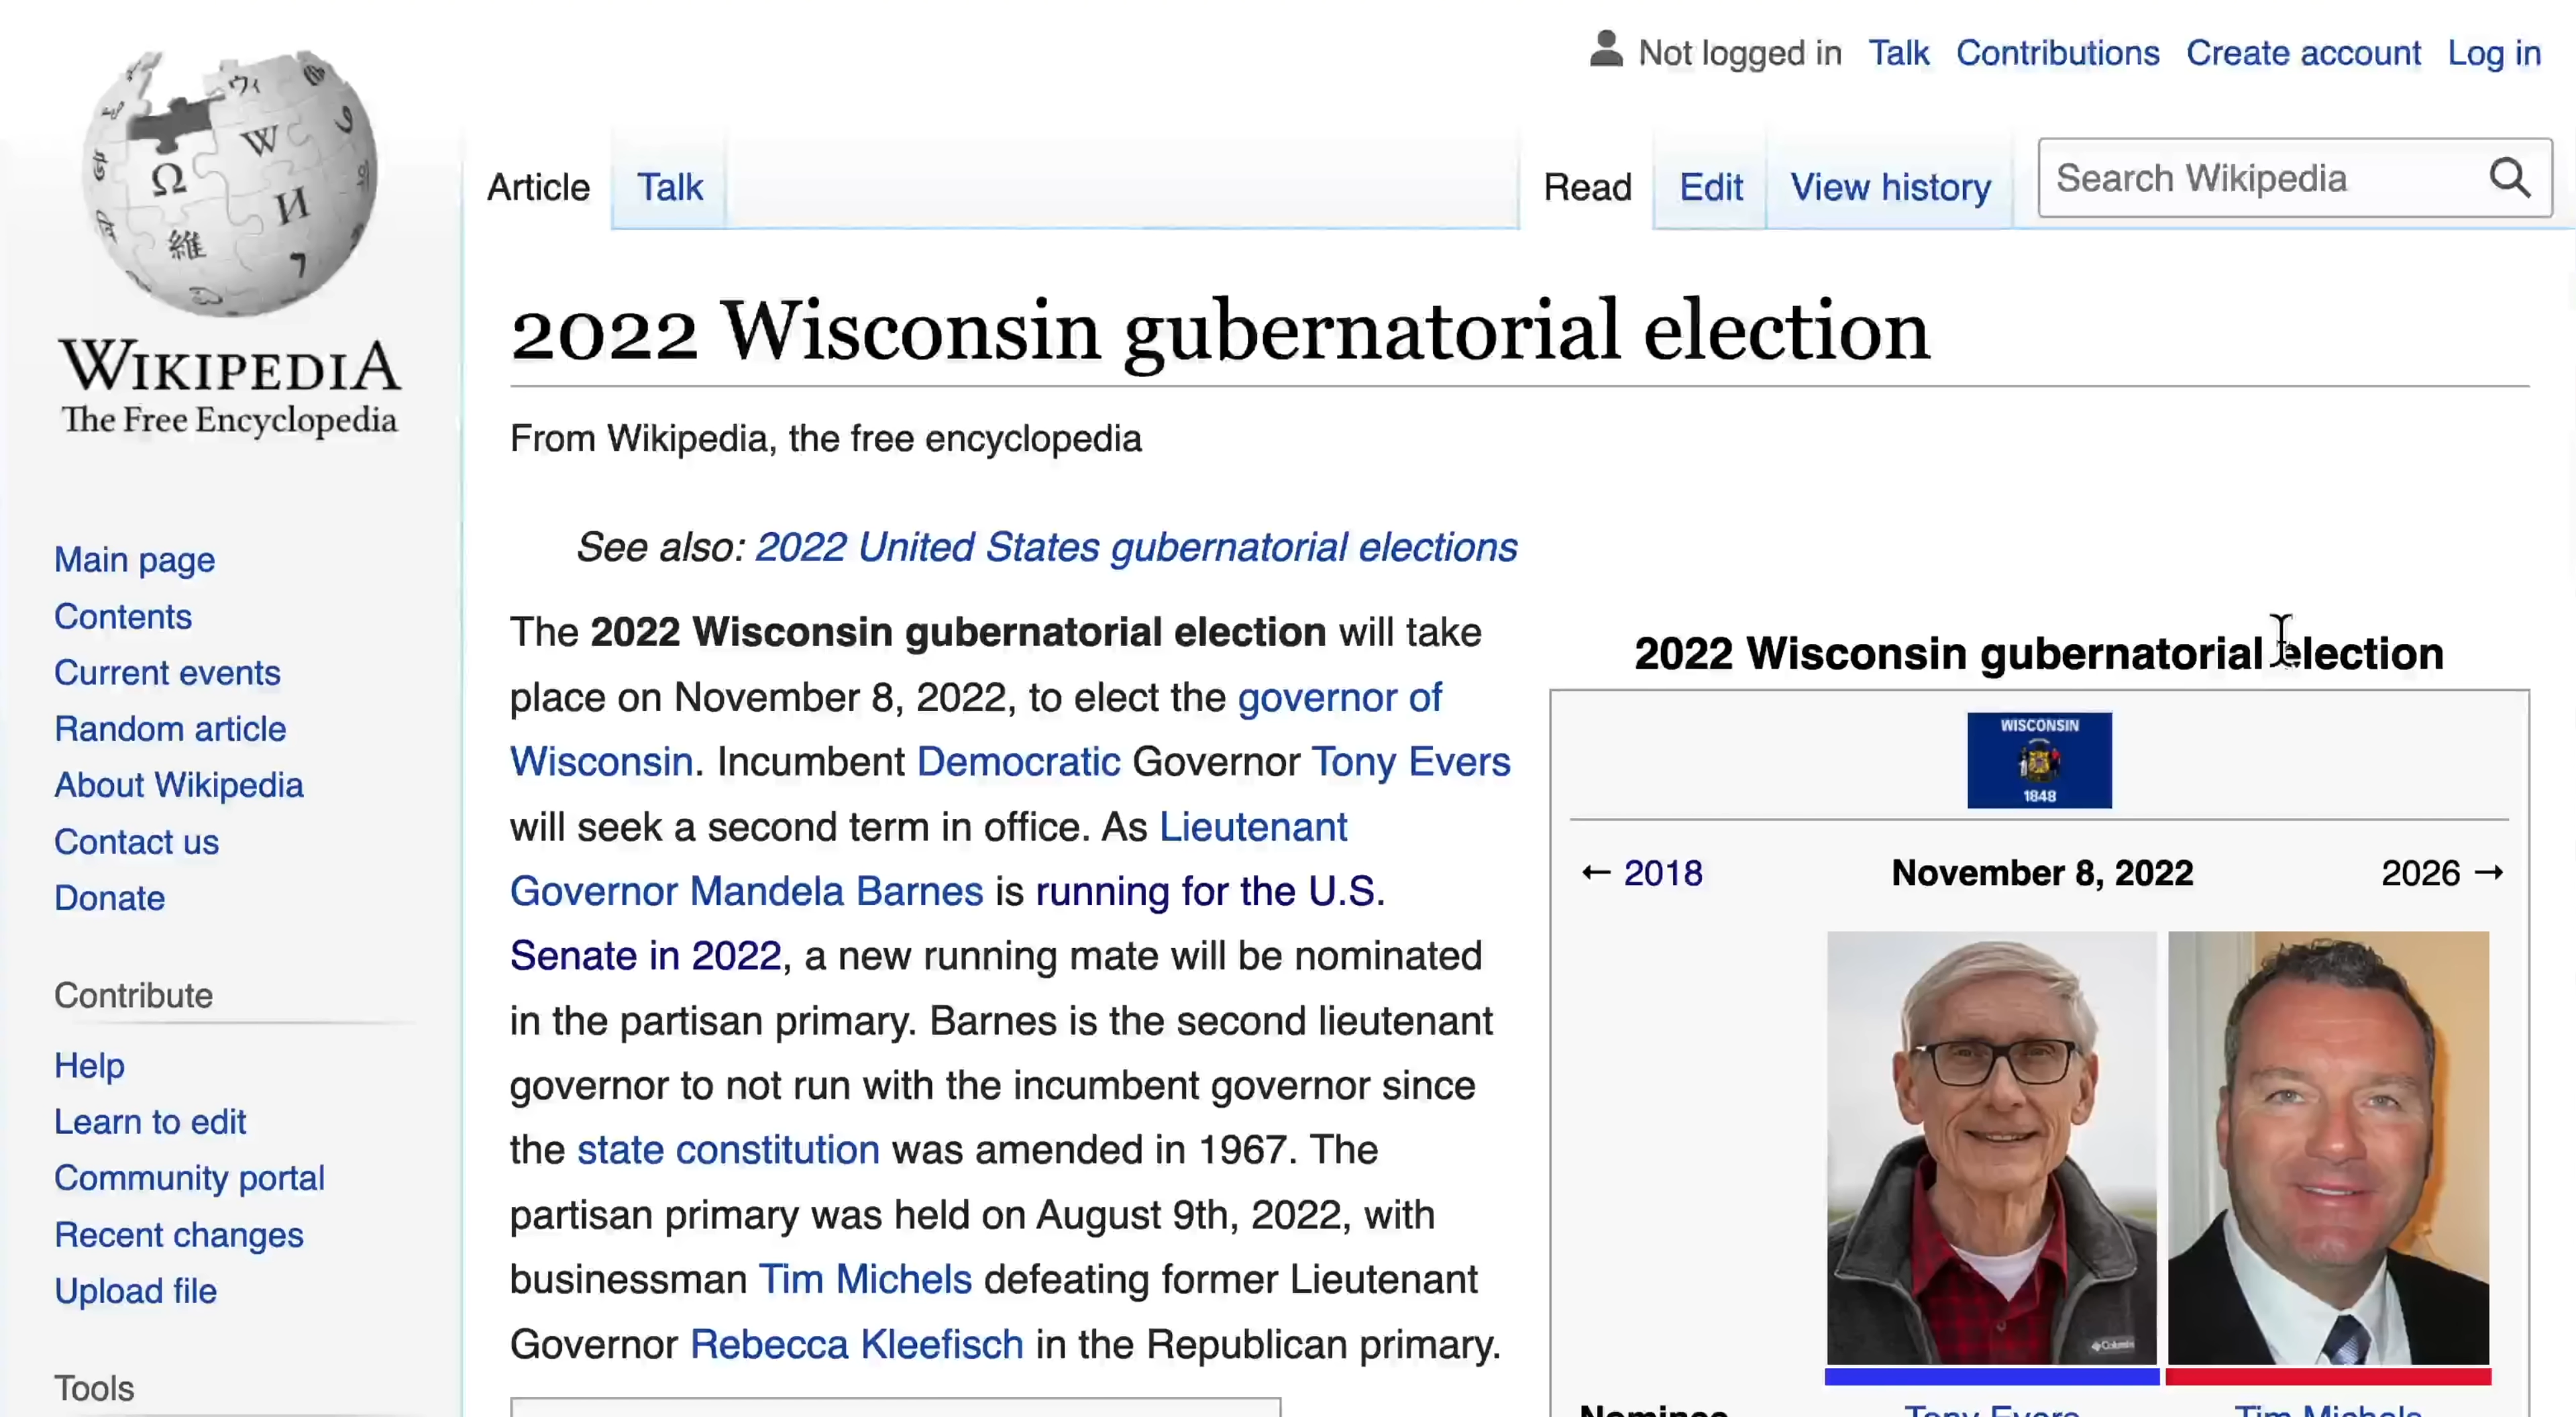 Not logged in Talk Contributions Create account Log in
Article Talk Read Edit View history Search Wikipedia
WIKIPEDIA
The Free Encyclopedia
Main page
Contents
Current events
Random article
About Wikipedia
Contact us
Donate
Contribute
Help
Learn to edit
Community portal
Recent changes
Upload file
Tools
2022 Wisconsin gubernatorial election
From Wikipedia, the free encyclopedia
See also: 2022 United States gubernatorial elections
The 2022 Wisconsin gubernatorial election will take
place on November 8, 2022, to elect the governor of
Wisconsin. Incumbent Democratic Governor Tony Evers
will seek a second term in office. As Lieutenant
Governor Mandela Barnes is running for the U.S.
Senate in 2022, a new running mate will be nominated
in the partisan primary. Barnes is the second lieutenant
governor to not run with the incumbent governor since
the state constitution was amended in 1967. The
partisan primary was held on August 9th, 2022, with
businessman Tim Michels defeating former Lieutenant
Governor Rebecca Kleefisch in the Republican primary.
2022 Wisconsin gubernatorial election
WISCONSIN
1848
← 2018 November 8, 2022 2026 →
Columbia
Nominee Tony Evers Tim Michels